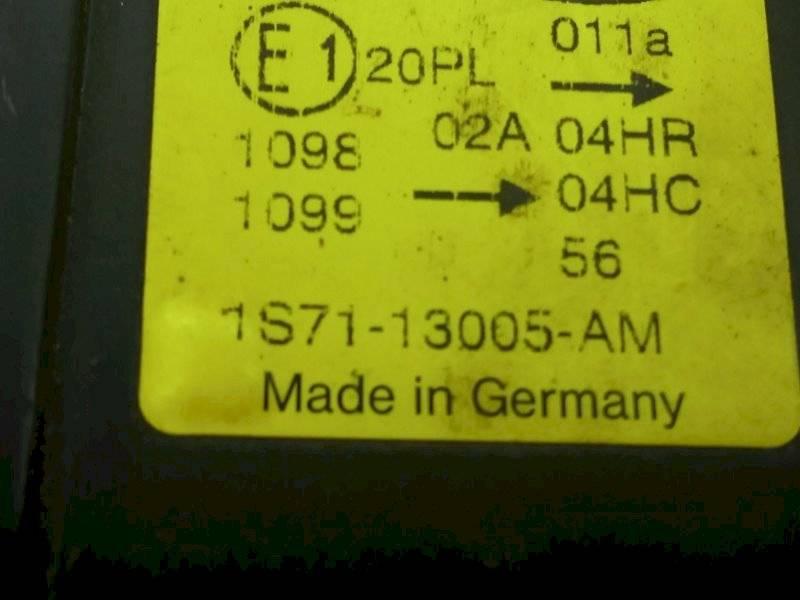 E 1 20PL 011a
1098 02A 04HR
1099 04HC
56
1S71-13005-AM
Made in Germany